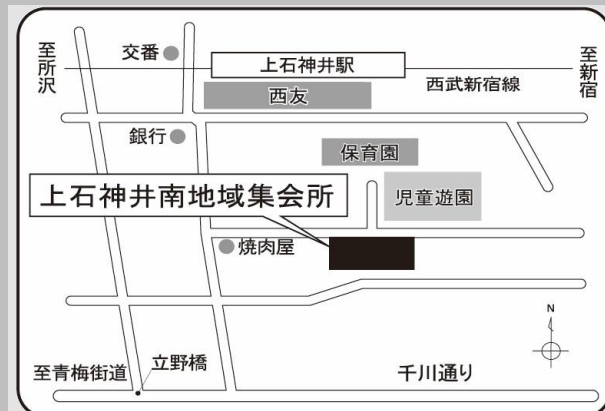 至所沢
交番
上石神井駅
至新宿
西友
西武新宿線
銀行
保育園
上石神井南地域集会所
児童遊園
焼肉屋
N
至青梅街道
立野橋
千川通り